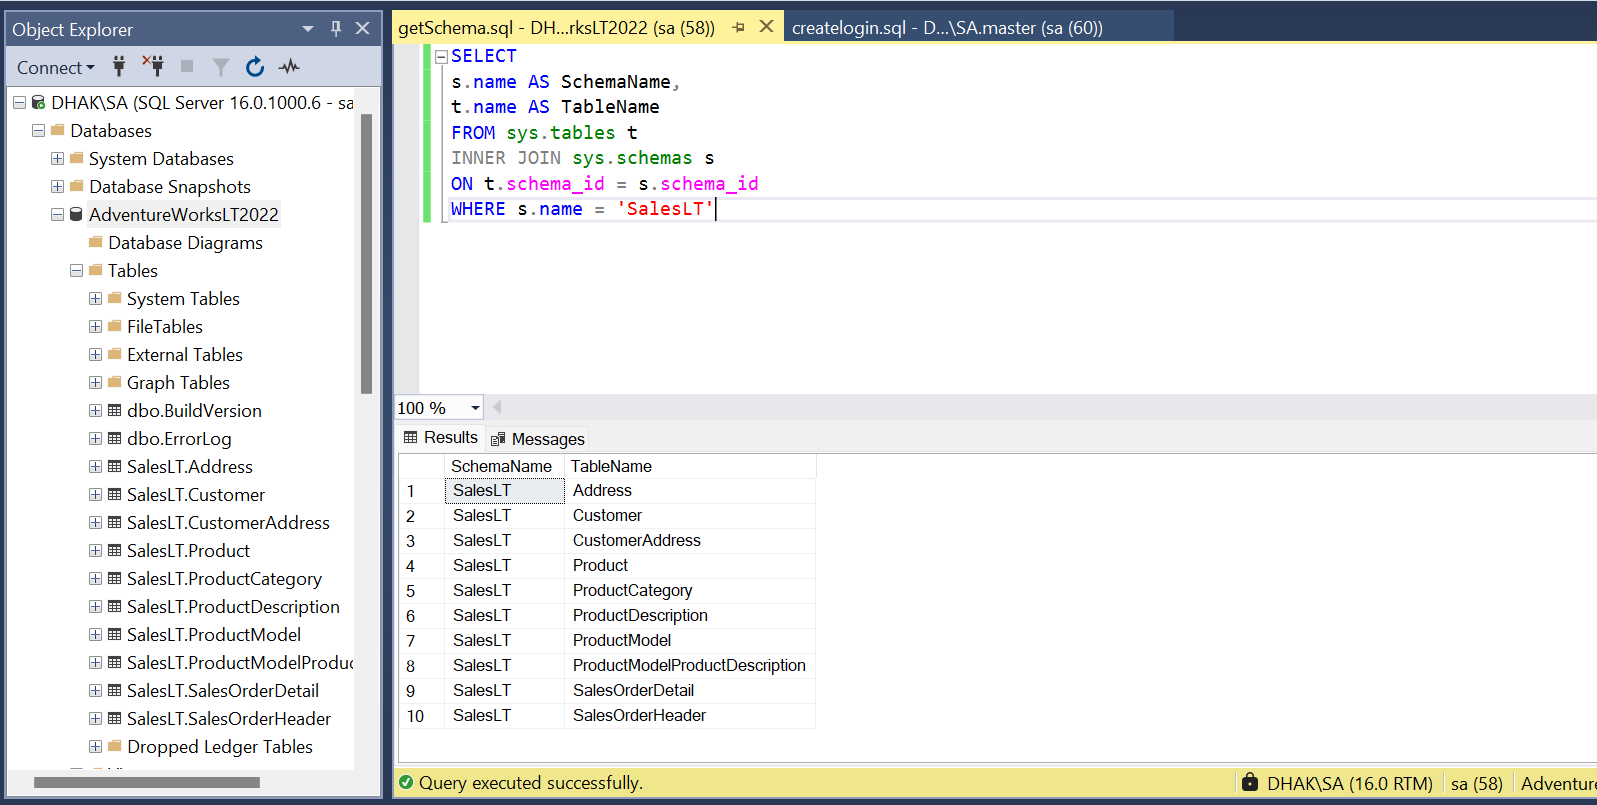 Object Explorer
Connect
DHAK\SA (SQL Server 16.0.1000.6 - sa
Databases
System Databases
Database Snapshots
AdventureWorksLT2022
Database Diagrams
Tables
System Tables
FileTables
External Tables
Graph Tables
dbo.BuildVersion
dbo.ErrorLog
SalesLT.Address
SalesLT.Customer
SalesLT.CustomerAddress
SalesLT.Product
SalesLT.ProductCategory
SalesLT.ProductDescription
SalesLT.ProductModel
SalesLT.ProductModelProduc
SalesLT.SalesOrderDetail
SalesLT.SalesOrderHeader
Dropped Ledger Tables
getSchema.sql - DH...rksLT2022 (sa (58))
createlogin.sql - D...\SA.master (sa (60))
SELECT
s.name AS SchemaName,
t.name AS TableName
FROM sys.tables t
INNER JOIN sys.schemas s
ON t.schema_id = s.schema_id
WHERE s.name = 'SalesLT'
100 %
Results Messages
SchemaName TableName
1 SalesLT Address
2 SalesLT Customer
3 SalesLT CustomerAddress
4 SalesLT Product
5 SalesLT ProductCategory
6 SalesLT ProductDescription
7 SalesLT ProductModel
8 SalesLT ProductModelProductDescription
9 SalesLT SalesOrderDetail
10 SalesLT SalesOrderHeader
Query executed successfully. DHAK\SA (16.0 RTM) sa (58) Adventure